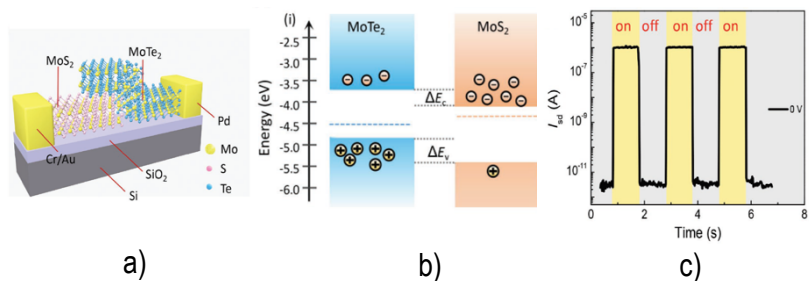 MoTe2
MoS2
Pd
Cr/Au
SiO2
Si
Mo
S
Te
a)
(i)
MoTe2
MoS2
Energy (eV)
-2.5
-3.0
-3.5
-4.0
-4.5
-5.0
-5.5
-6.0
ΔEc
ΔEv
b)
on off on off on
Isd (A)
10-5
10-7
10-9
10-11
0 V
0 2 4 6 8
Time (s)
c)